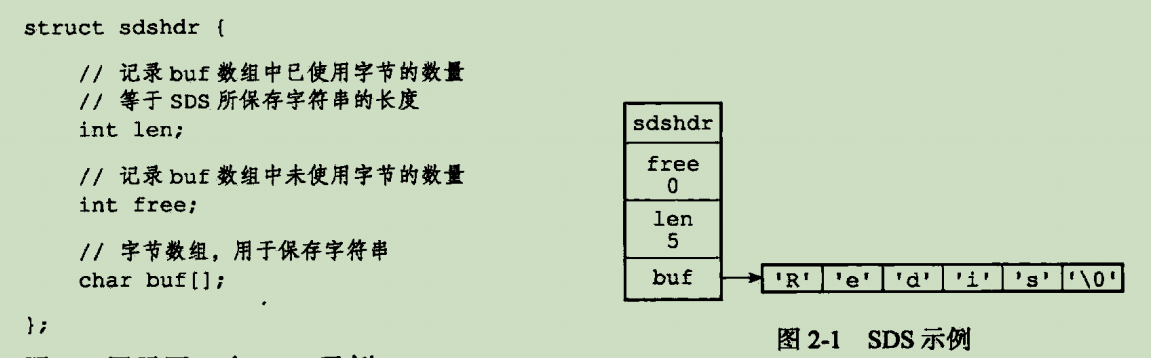 struct sdshdr {
// 记录 buf 数组中已使用字节的数量
// 等于 SDS 所保存字符串的长度
int len;
// 记录 buf 数组中未使用字节的数量
int free;
// 字节数组，用于保存字符串
char buf[];
};
sdshdr
free
0
len
5
buf
'R' 'e' 'd' 'i' 's' '\0'
图 2-1 SDS 示例